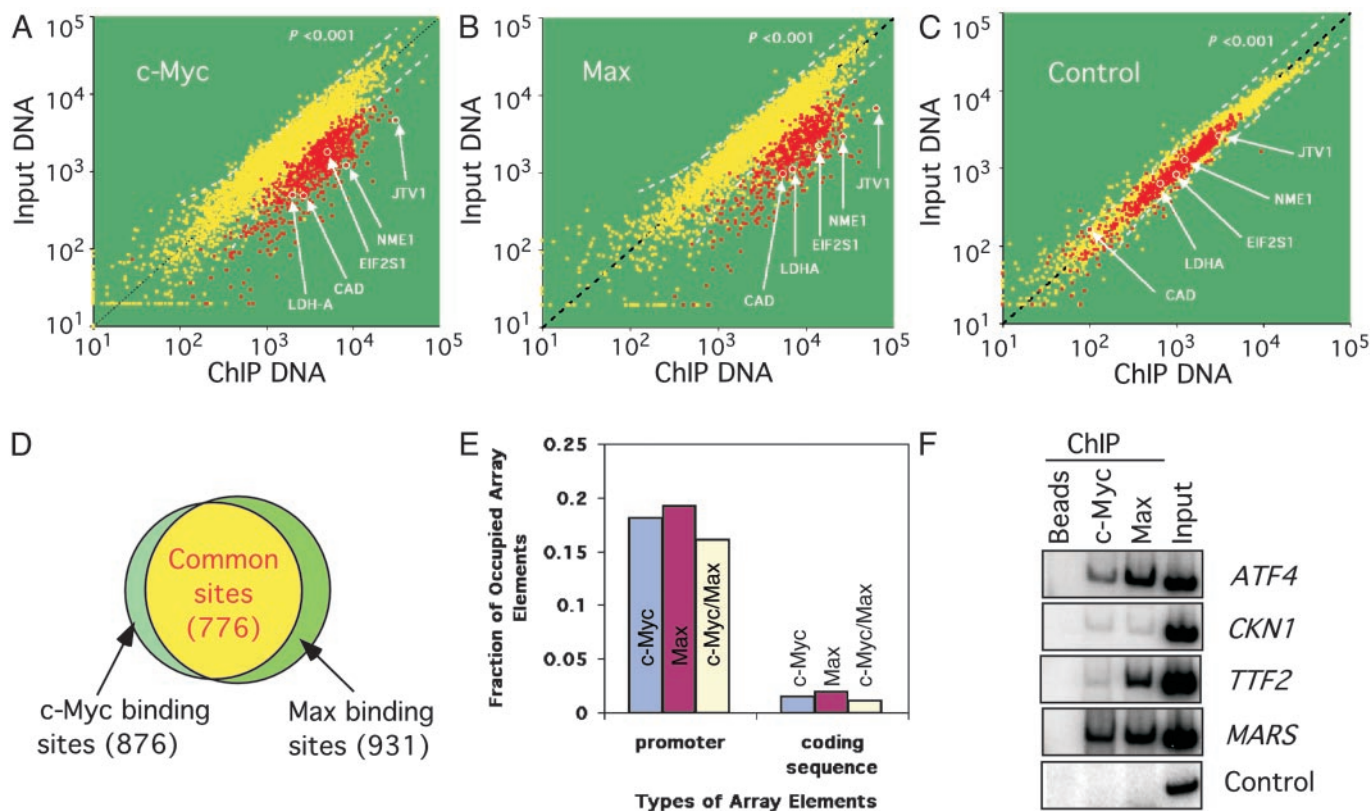 A
c-Myc
P <0.001
Input DNA
10^5
10^4
10^3
10^2
10^1
JTV1
NME1
EIF2S1
CAD
LDH-A
10^1 10^2 10^3 10^4 10^5
ChIP DNA
B
Max
P <0.001
Input DNA
10^5
10^4
10^3
10^2
10^1
JTV1
NME1
EIF2S1
LDHA
CAD
10^1 10^2 10^3 10^4 10^5
ChIP DNA
C
Control
P <0.001
Input DNA
10^5
10^4
10^3
10^2
10^1
JTV1
NME1
EIF2S1
LDHA
CAD
10^1 10^2 10^3 10^4 10^5
ChIP DNA
D
Common
sites
(776)
c-Myc binding
sites (876)
Max binding
sites (931)
E
Fraction of Occupied Array
Elements
0.25
0.2
0.15
0.1
0.05
0
c-Myc
Max
c-Myc/Max
c-Myc
Max
c-Myc/Max
promoter
coding
sequence
Types of Array Elements
F
ChIP
Beads
c-Myc
Max
Input
ATF4
CKN1
TTF2
MARS
Control